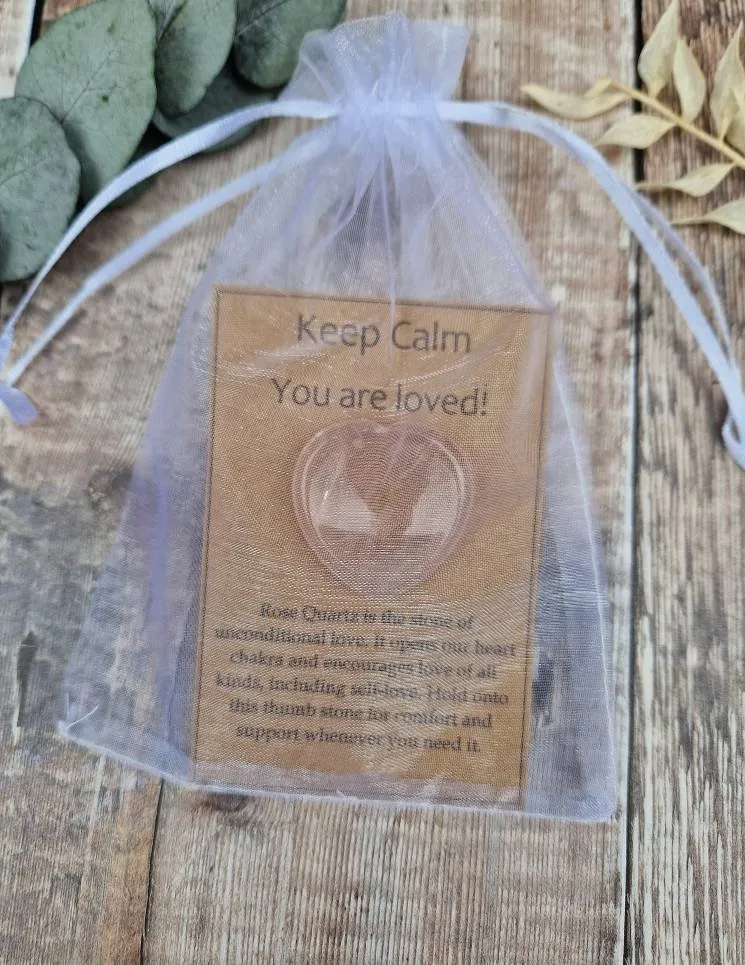 Keep Calm
You are loved!
Rose Quartz is the stone of
unconditional love. It opens our heart
chakra and encourages love of all
kinds, including self-love. Hold onto
this thumb stone for comfort and
support whenever you need it.